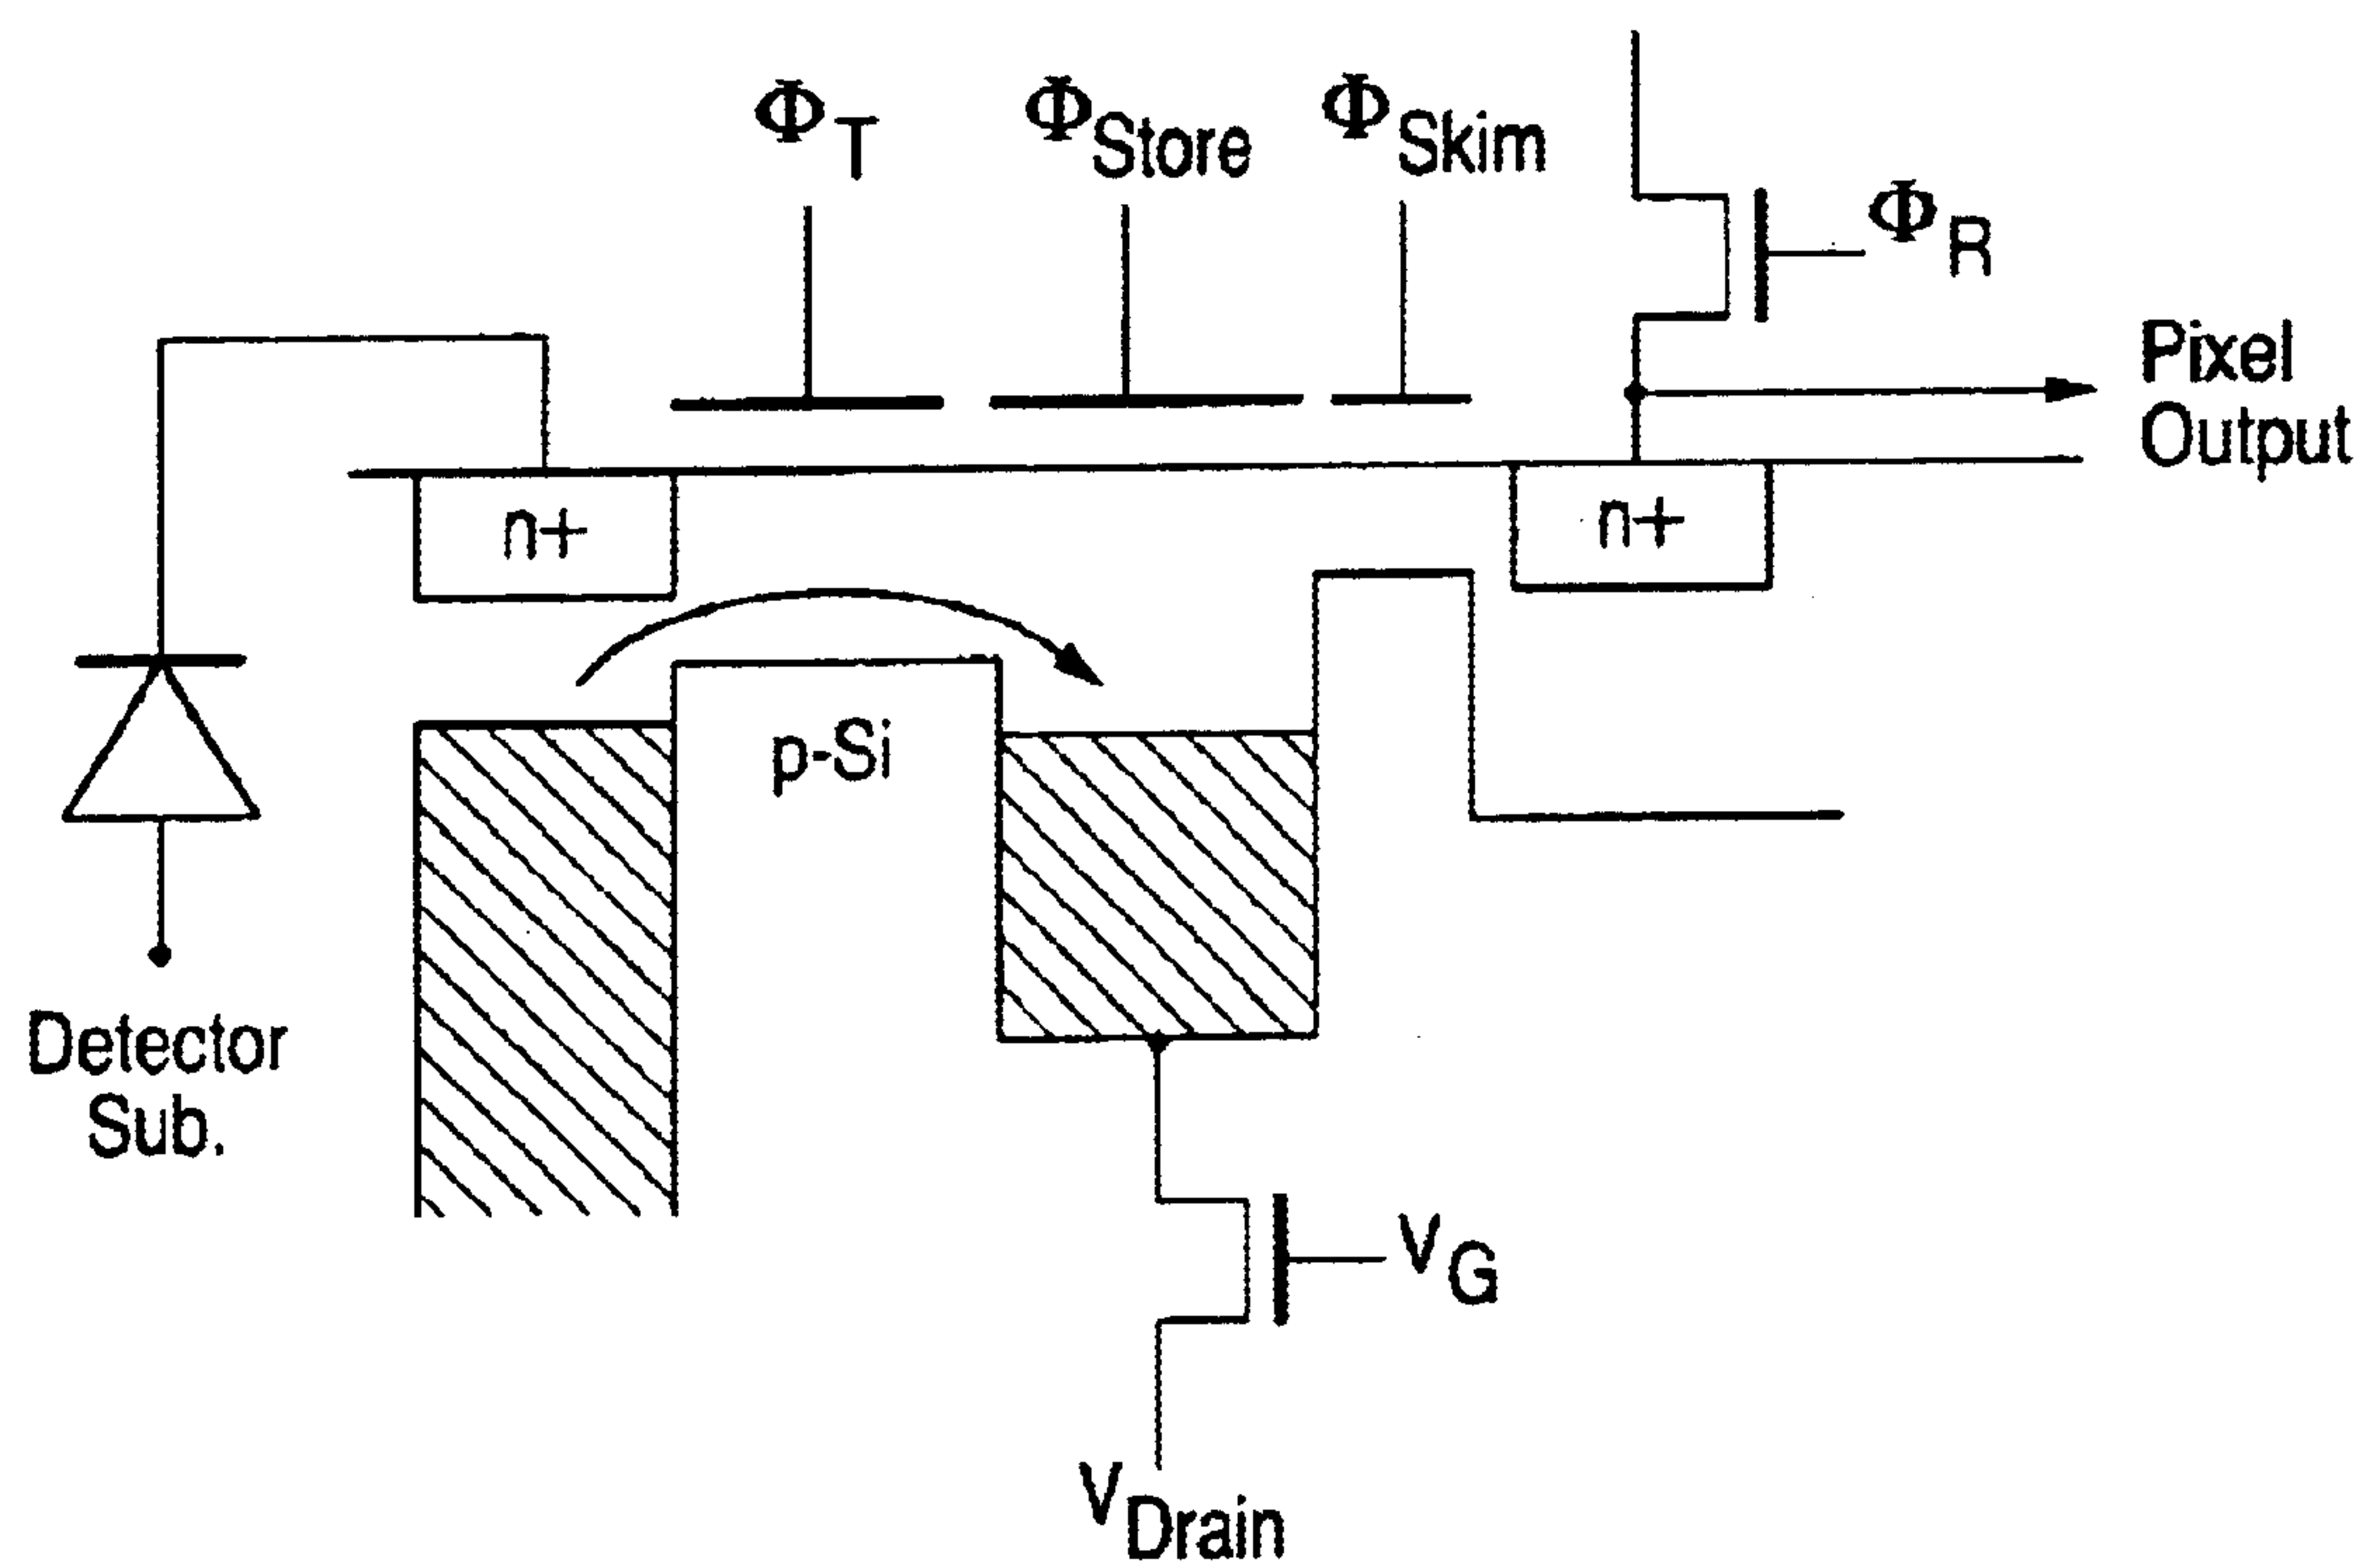 Φ_T
Φ_Store
Φ_Skim
Φ_R
Pixel
Output
n+
n+
p-Si
Detector
Sub.
V_G
V_Drain